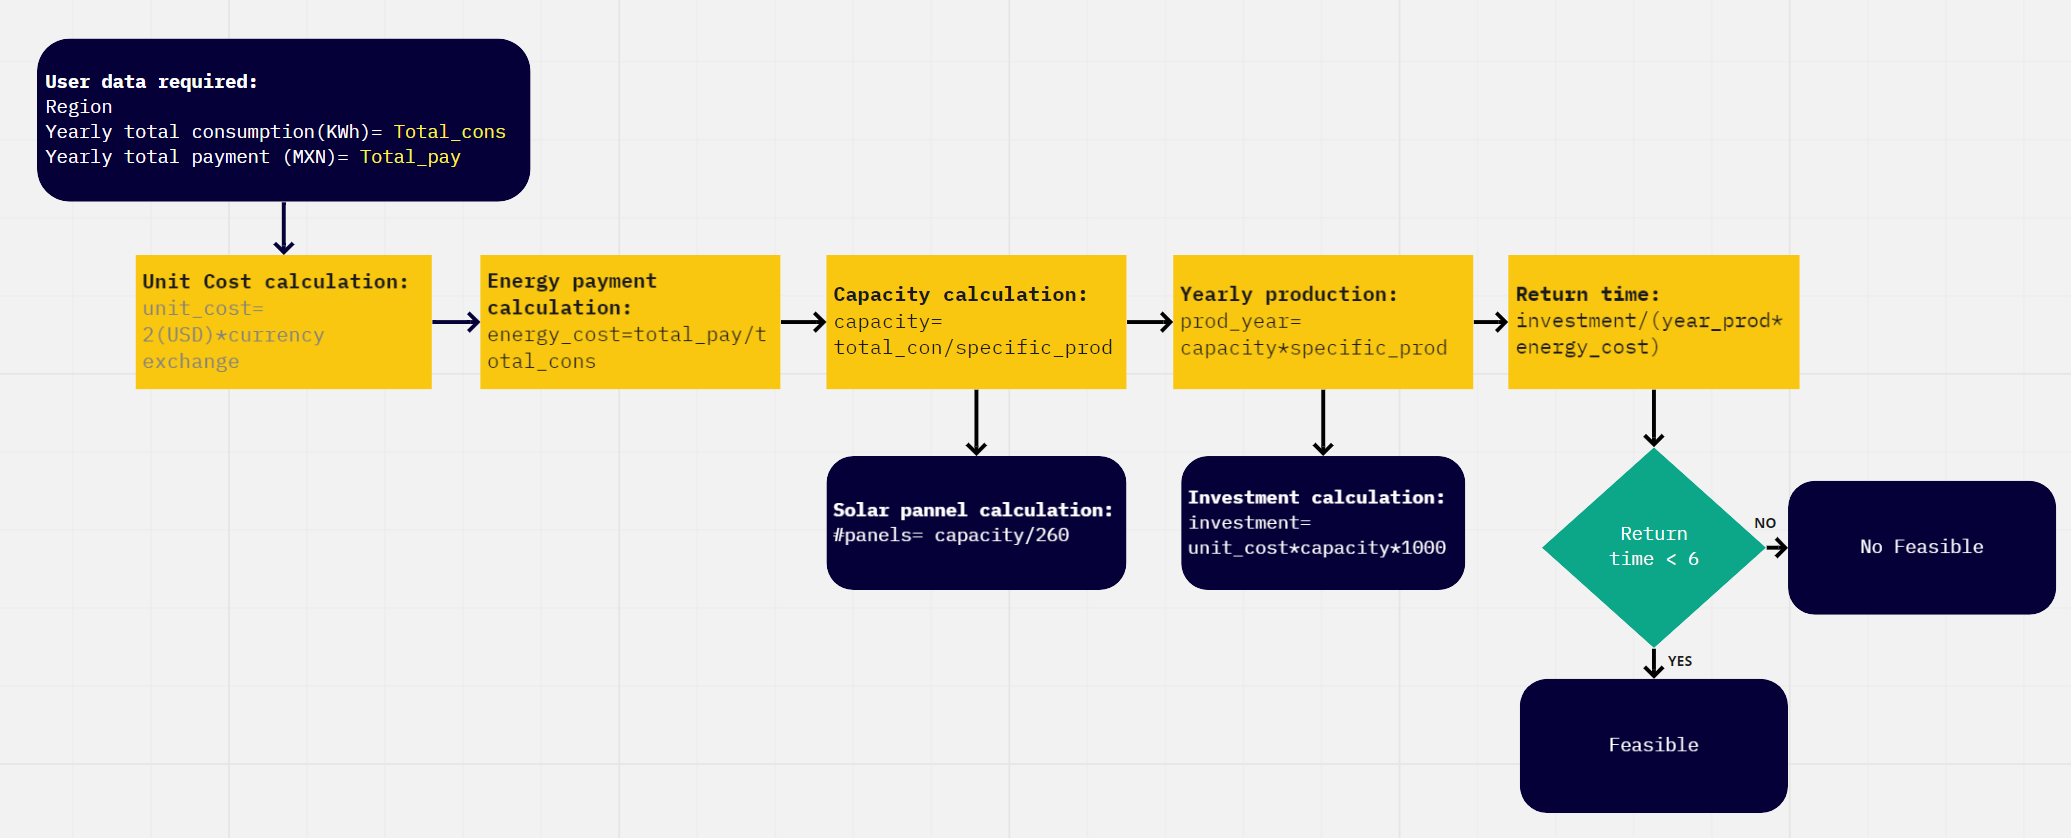 User data required:
Region
Yearly total consumption(KWh)= Total_cons
Yearly total payment (MXN)= Total_pay
Unit Cost calculation:
unit_cost=
2(USD)*currency
exchange
Energy payment
calculation:
energy_cost=total_pay/t
otal_cons
Capacity calculation:
capacity=
total_con/specific_prod
Yearly production:
prod_year=
capacity*specific_prod
Return time:
investment/(year_prod*
energy_cost)
Solar pannel calculation:
#panels= capacity/260
Investment calculation:
investment=
unit_cost*capacity*1000
Return
time < 6
NO
No Feasible
YES
Feasible